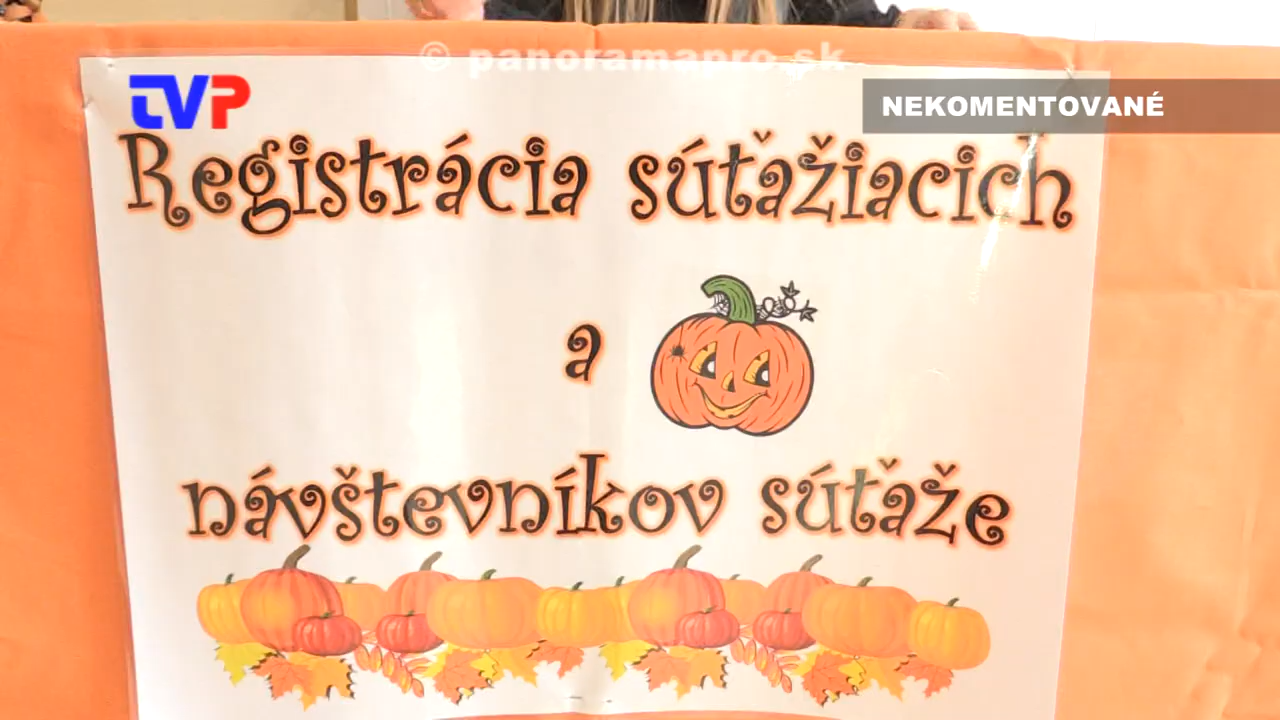 © panoramapro.sk
TVP
NEKOMENTOVANÉ
Registrácia súťažiacich
a
návštevníkov súťaže